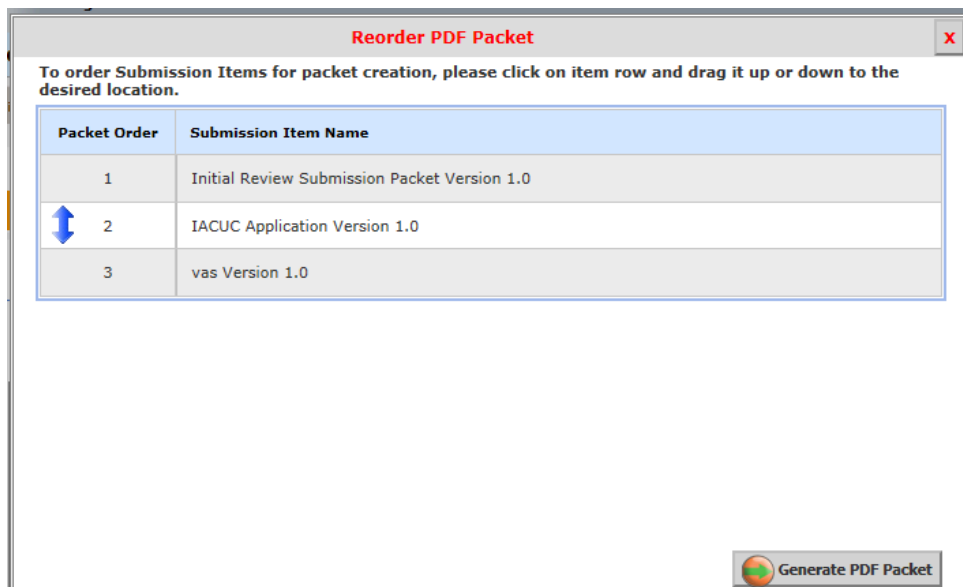 Reorder PDF Packet
x
To order Submission Items for packet creation, please click on item row and drag it up or down to the
desired location.
Packet Order Submission Item Name
1 Initial Review Submission Packet Version 1.0
2 IACUC Application Version 1.0
3 vas Version 1.0
Generate PDF Packet